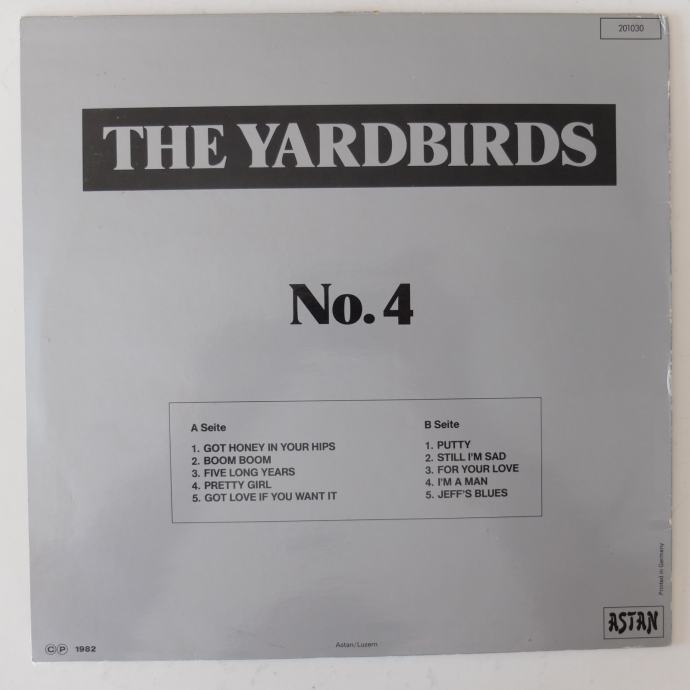 201030
THE YARDBIRDS
No. 4
A Seite
1. GOT HONEY IN YOUR HIPS
2. BOOM BOOM
3. FIVE LONG YEARS
4. PRETTY GIRL
5. GOT LOVE IF YOU WANT IT
B Seite
1. PUTTY
2. STILL I'M SAD
3. FOR YOUR LOVE
4. I'M A MAN
5. JEFF'S BLUES
Printed in Germany
ASTAN
Ⓒ Ⓟ 1982
Astan/Luzern